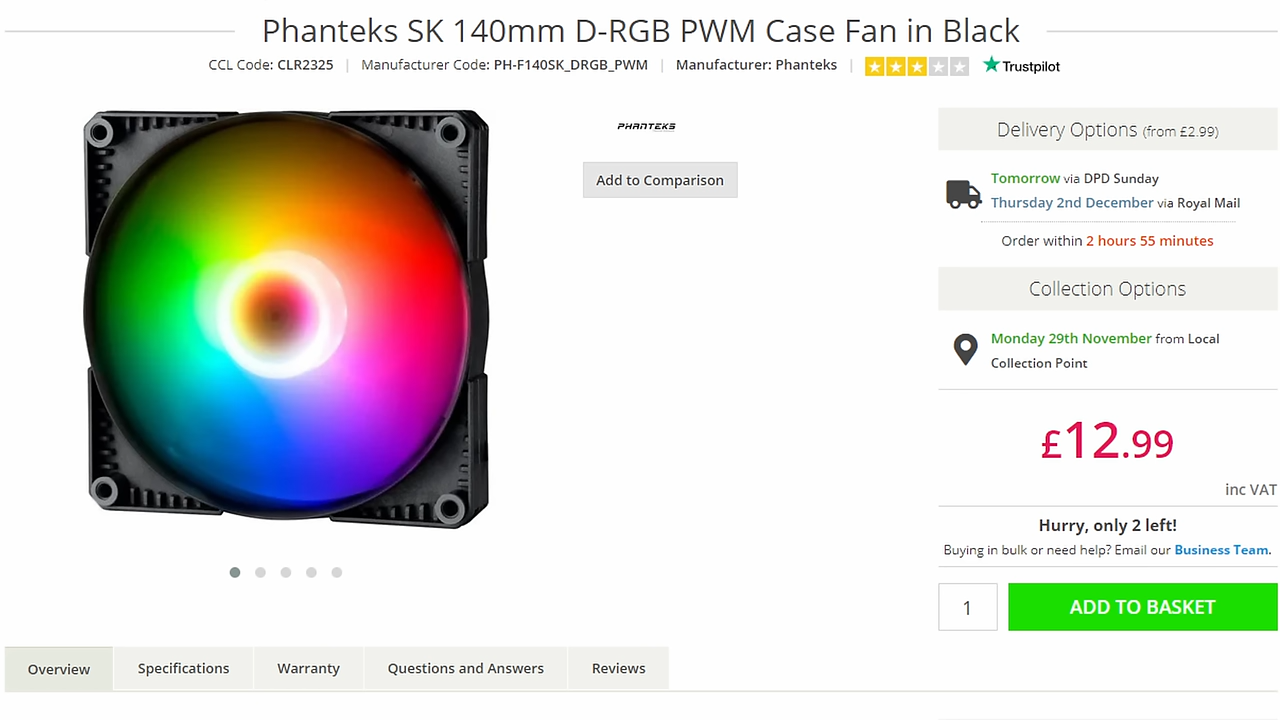 Phanteks SK 140mm D-RGB PWM Case Fan in Black
CCL Code: CLR2325 | Manufacturer Code: PH-F140SK_DRGB_PWM | Manufacturer: Phanteks | Trustpilot
PHANTEKS
Add to Comparison
Delivery Options (from £2.99)
Tomorrow via DPD Sunday
Thursday 2nd December via Royal Mail
Order within 2 hours 55 minutes
Collection Options
Monday 29th November from Local
Collection Point
£12.99
inc VAT
Hurry, only 2 left!
Buying in bulk or need help? Email our Business Team.
1
ADD TO BASKET
Overview
Specifications
Warranty
Questions and Answers
Reviews